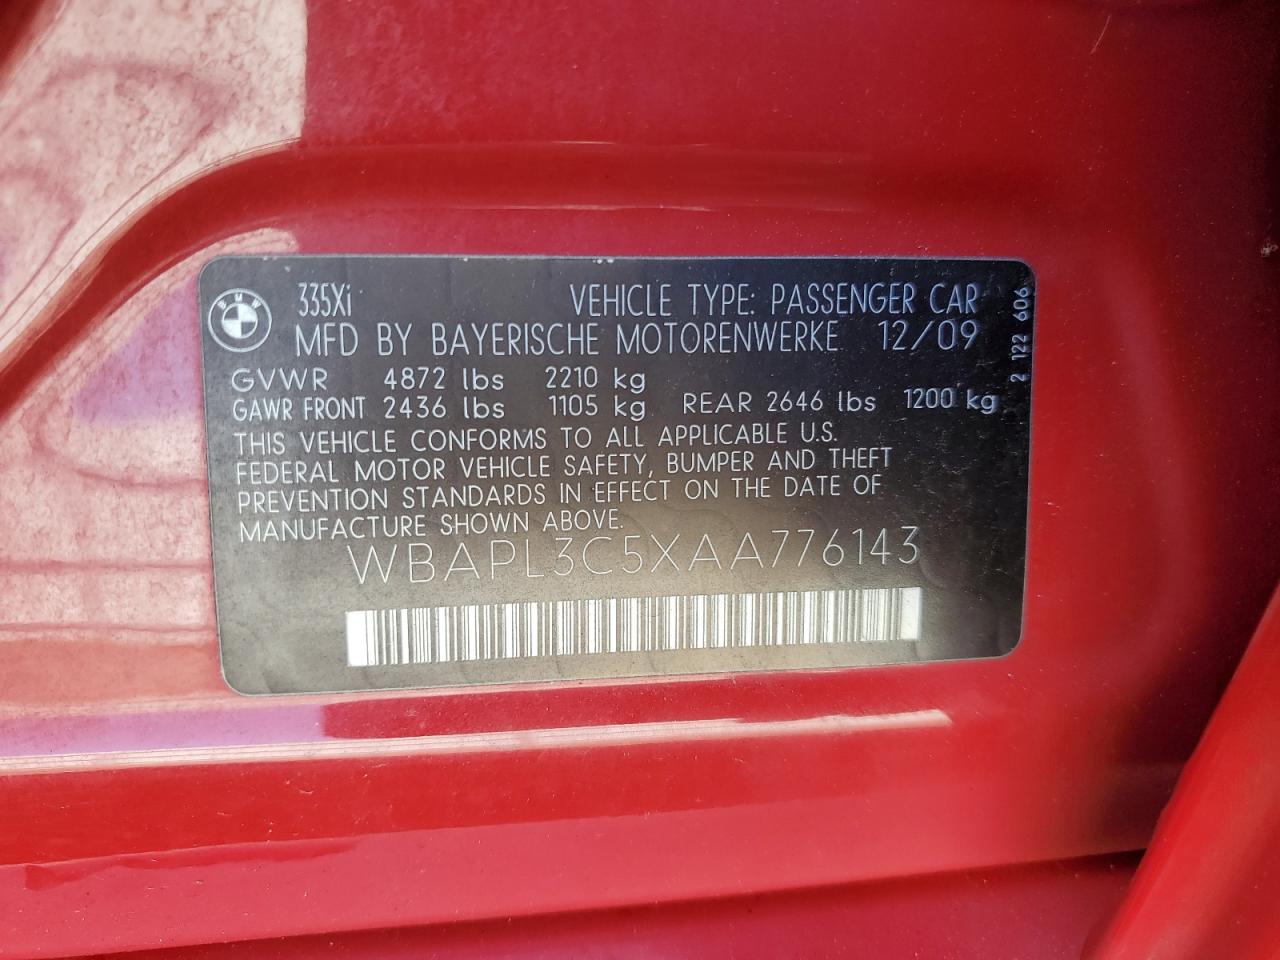 BMW
335Xi VEHICLE TYPE: PASSENGER CAR
MFD BY BAYERISCHE MOTORENWERKE 12/09
GVWR 4872 lbs 2210 kg
GAWR FRONT 2436 lbs 1105 kg REAR 2646 lbs 1200 kg
THIS VEHICLE CONFORMS TO ALL APPLICABLE U.S.
FEDERAL MOTOR VEHICLE SAFETY, BUMPER AND THEFT
PREVENTION STANDARDS IN EFFECT ON THE DATE OF
MANUFACTURE SHOWN ABOVE.
WBAPL3C5XAA776143
2 122 606